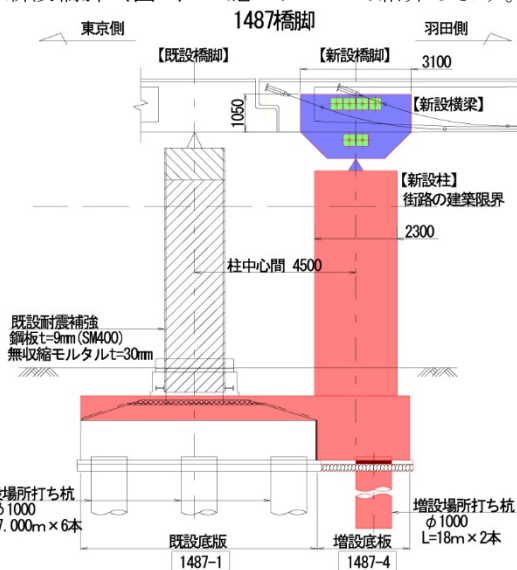 1487橋脚
東京側
羽田側
【既設橋脚】
【新設橋脚】
3100
1050
【新設横梁】
【新設柱】
街路の建築限界
2300
柱中心間 4500
既設耐震補強
鋼板t=9mm(SM400)
無収縮モルタルt=30mm
場所打ち杭
φ1000
7.000m×6本
増設場所打ち杭
φ1000
L=18m×2本
既設底版
増設底板
1487-1
1487-4